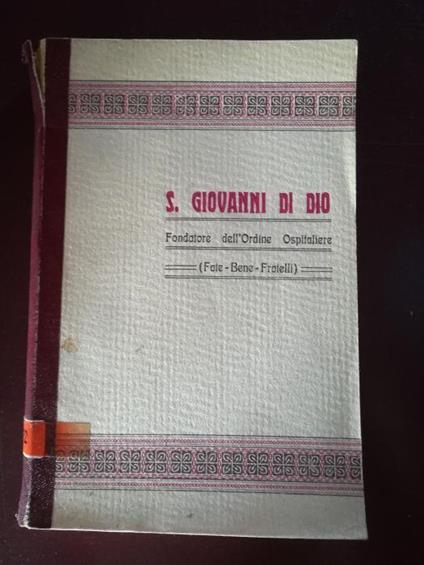 S. GIOVANNI DI DIO
Fondatore dell'Ordine Ospitaliere
(Fate-Bene-Fratelli)